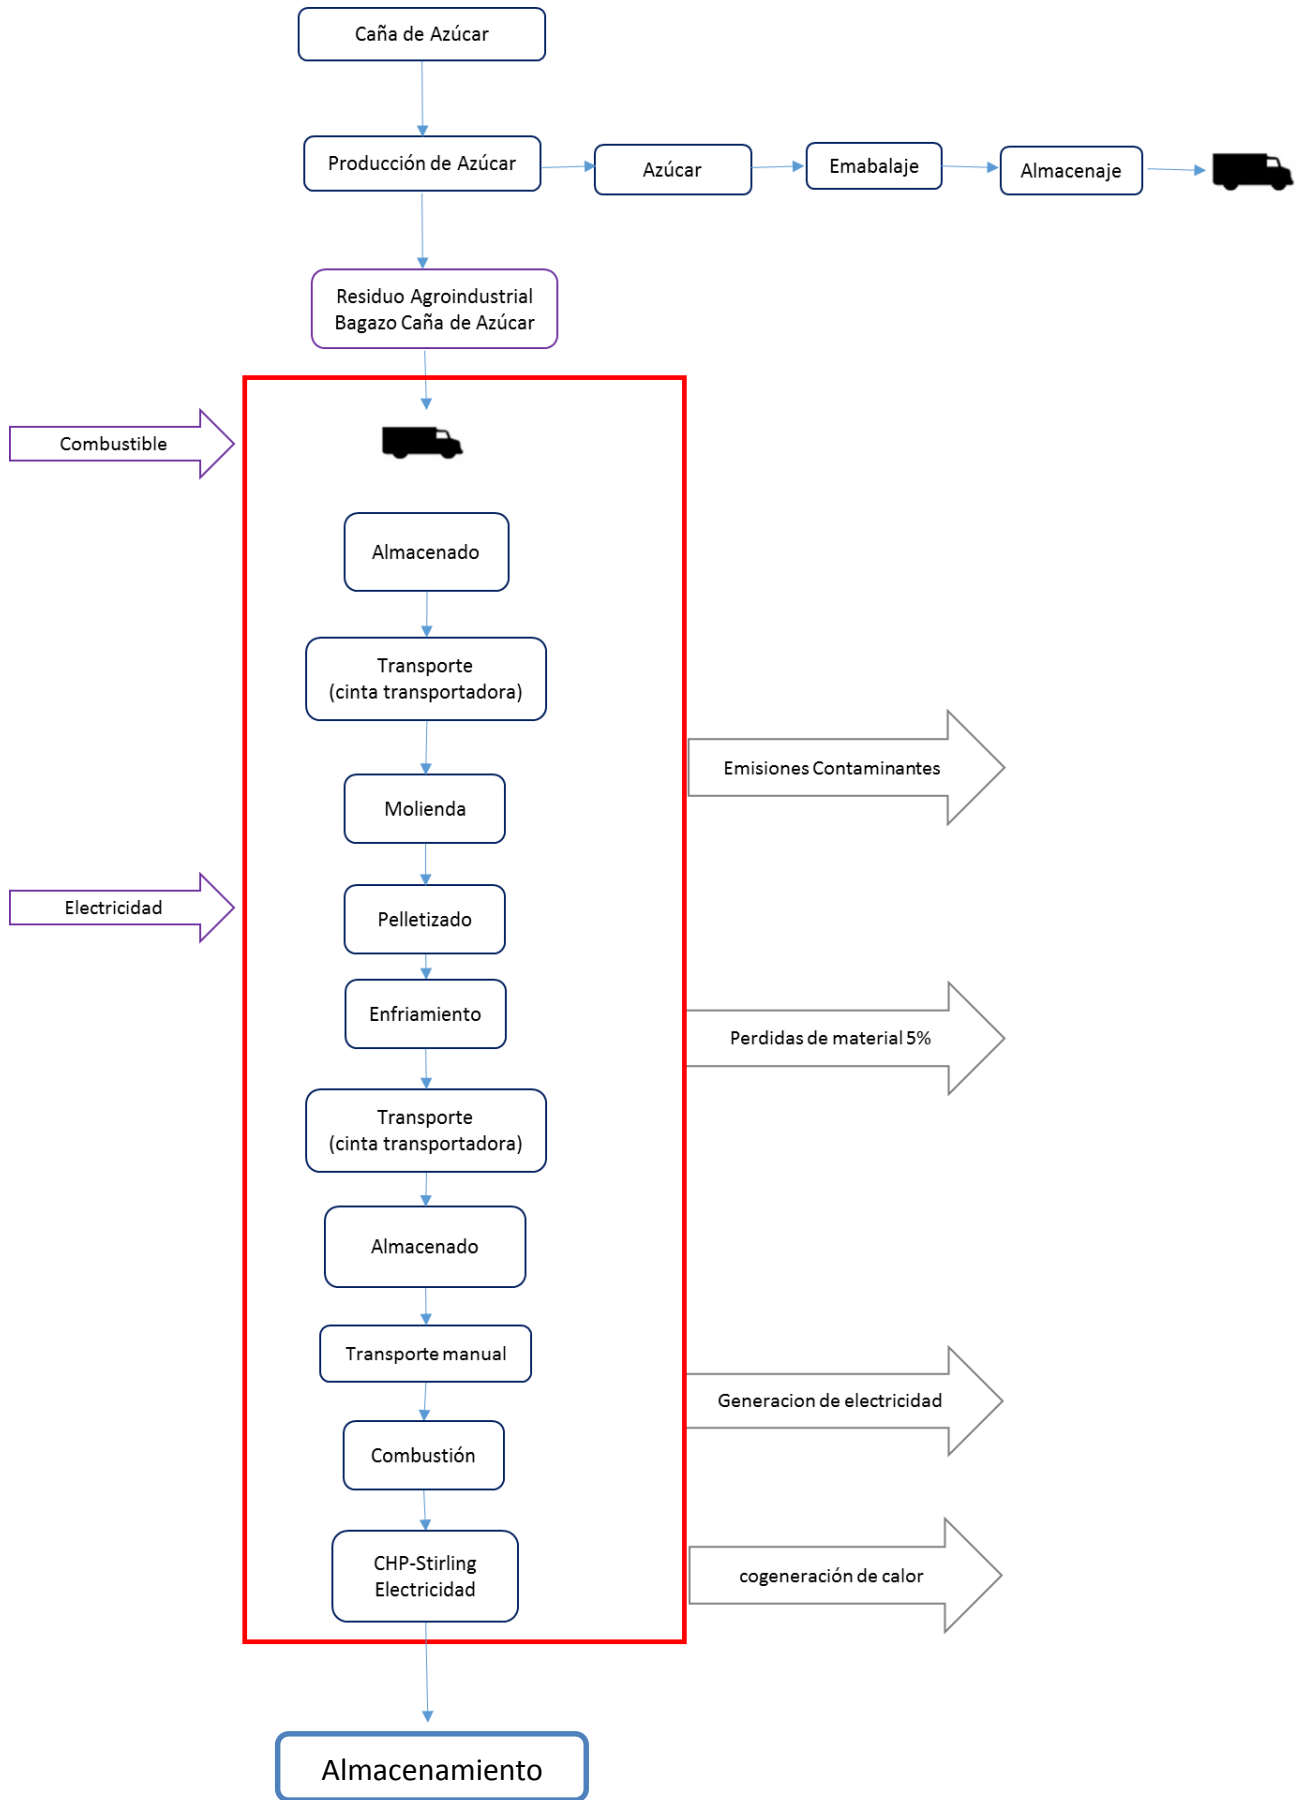 Caña de Azúcar
Producción de Azúcar
Azúcar
Emabalaje
Almacenaje
Residuo Agroindustrial
Bagazo Caña de Azúcar
Combustible
Almacenado
Transporte
(cinta transportadora)
Emisiones Contaminantes
Molienda
Electricidad
Pelletizado
Enfriamiento
Perdidas de material 5%
Transporte
(cinta transportadora)
Almacenado
Transporte manual
Generacion de electricidad
Combustión
CHP-Stirling
Electricidad
cogeneración de calor
Almacenamiento